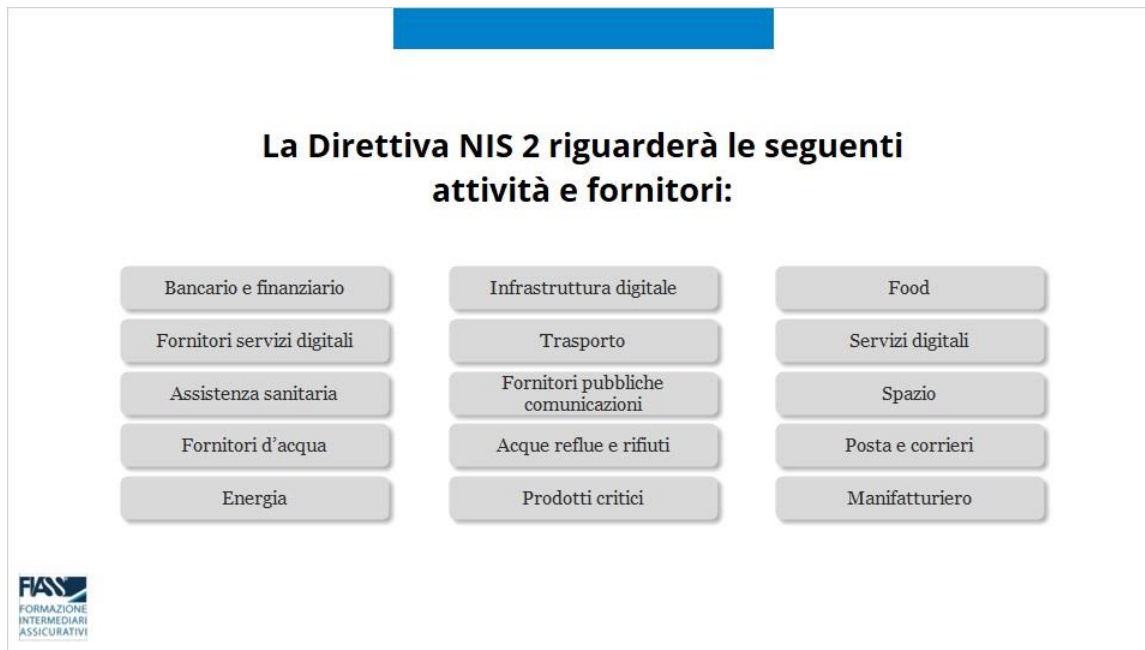 La Direttiva NIS 2 riguarderà le seguenti
attività e fornitori:
Bancario e finanziario
Infrastruttura digitale
Food
Fornitori servizi digitali
Trasporto
Servizi digitali
Assistenza sanitaria
Fornitori pubbliche
comunicazioni
Spazio
Fornitori d’acqua
Acque reflue e rifiuti
Posta e corrieri
Energia
Prodotti critici
Manifatturiero
FIASS
FORMAZIONE
INTERMEDIARI
ASSICURATIVI